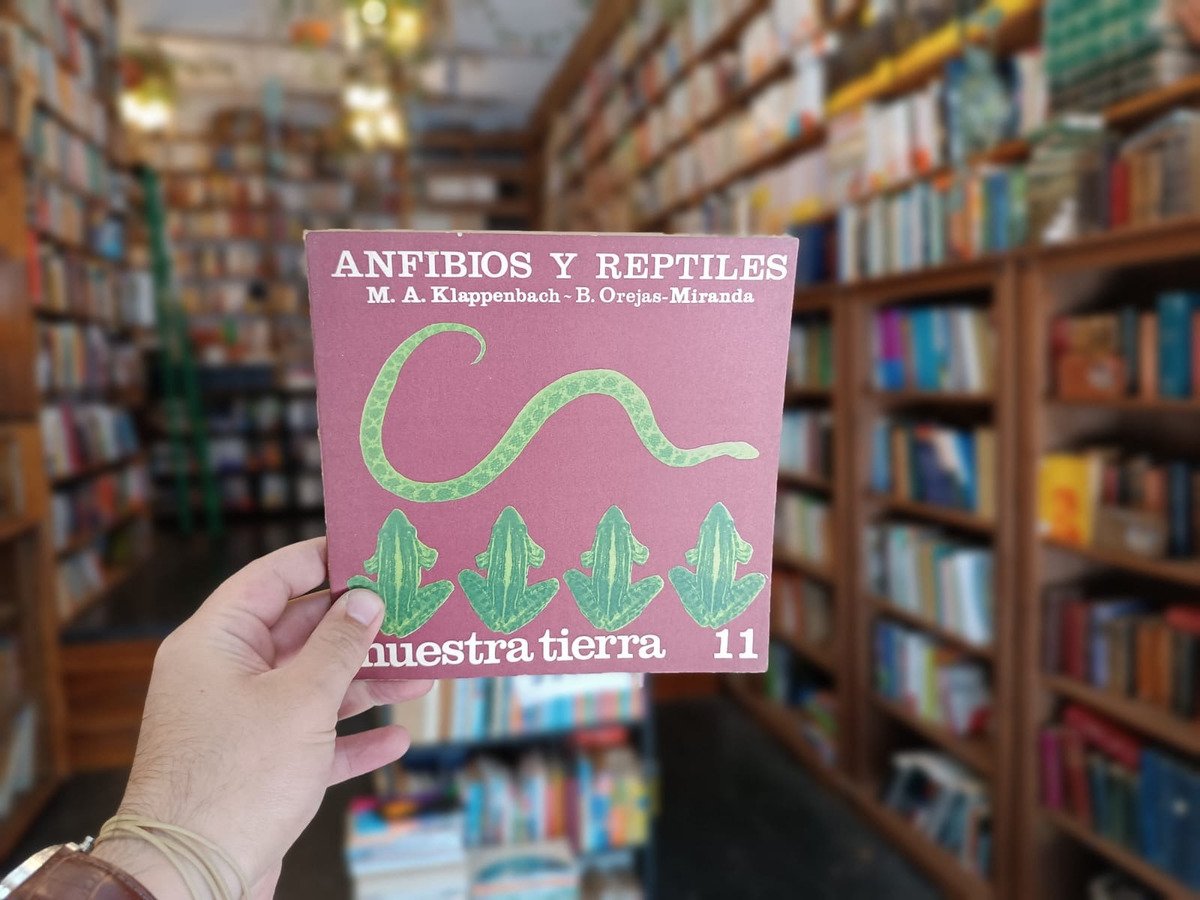 ANFIBIOS Y REPTILES
M. A. Klappenbach ~ B. Orejas-Miranda
nuestra tierra 11